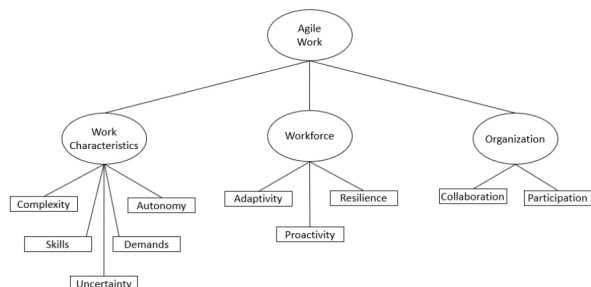 Agile
Work
Work
Characteristics
Workforce
Organization
Complexity
Autonomy
Adaptivity
Resilience
Collaboration
Participation
Skills
Demands
Proactivity
Uncertainty